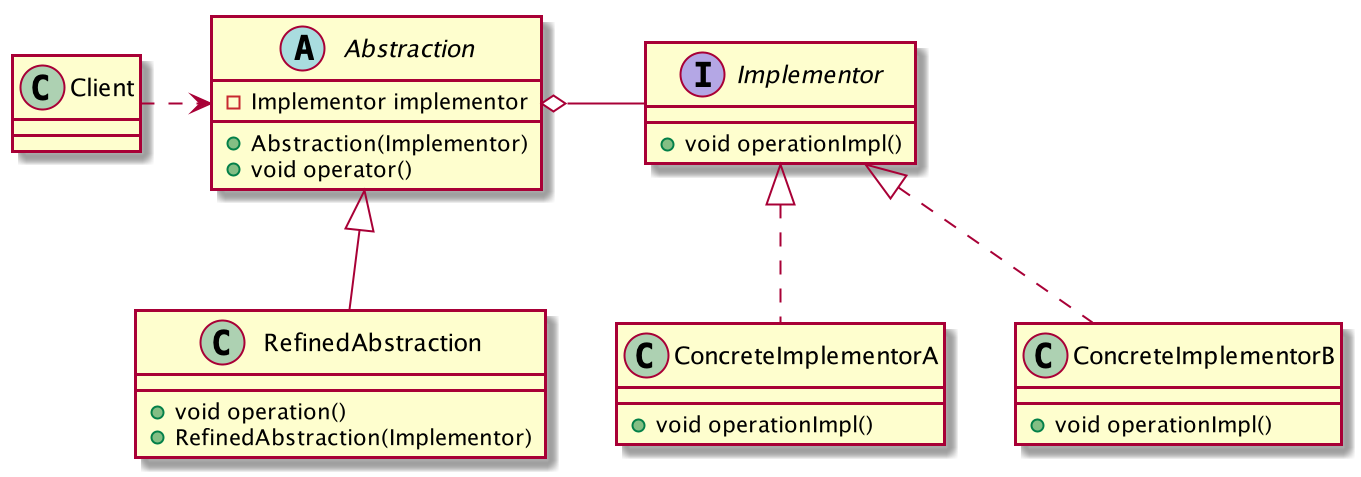 C Client
A Abstraction
Implementor implementor
Abstraction(Implementor)
void operator()
I Implementor
void operationImpl()
C RefinedAbstraction
void operation()
RefinedAbstraction(Implementor)
C ConcreteImplementorA
void operationImpl()
C ConcreteImplementorB
void operationImpl()